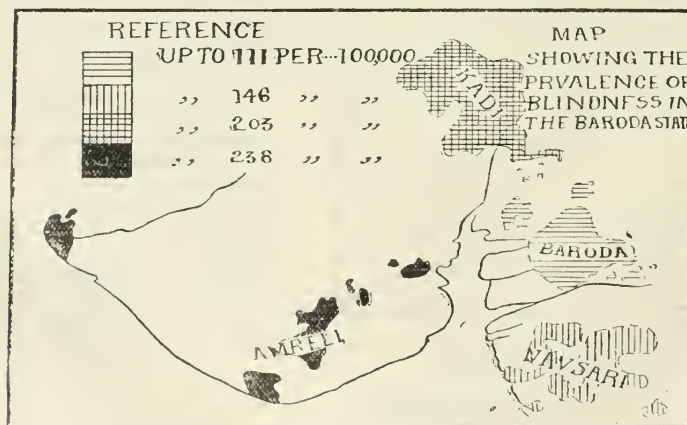 REFERENCE
UP TO 111 PER 100,000
„ 146 „ „
„ 203 „ „
„ 238 „ „
MAP
SHOWING THE
PRVALENCE OF
BLINDNESS IN
THE BARODA STATE
KADI
BARODA
AMREELI
NAVSARI